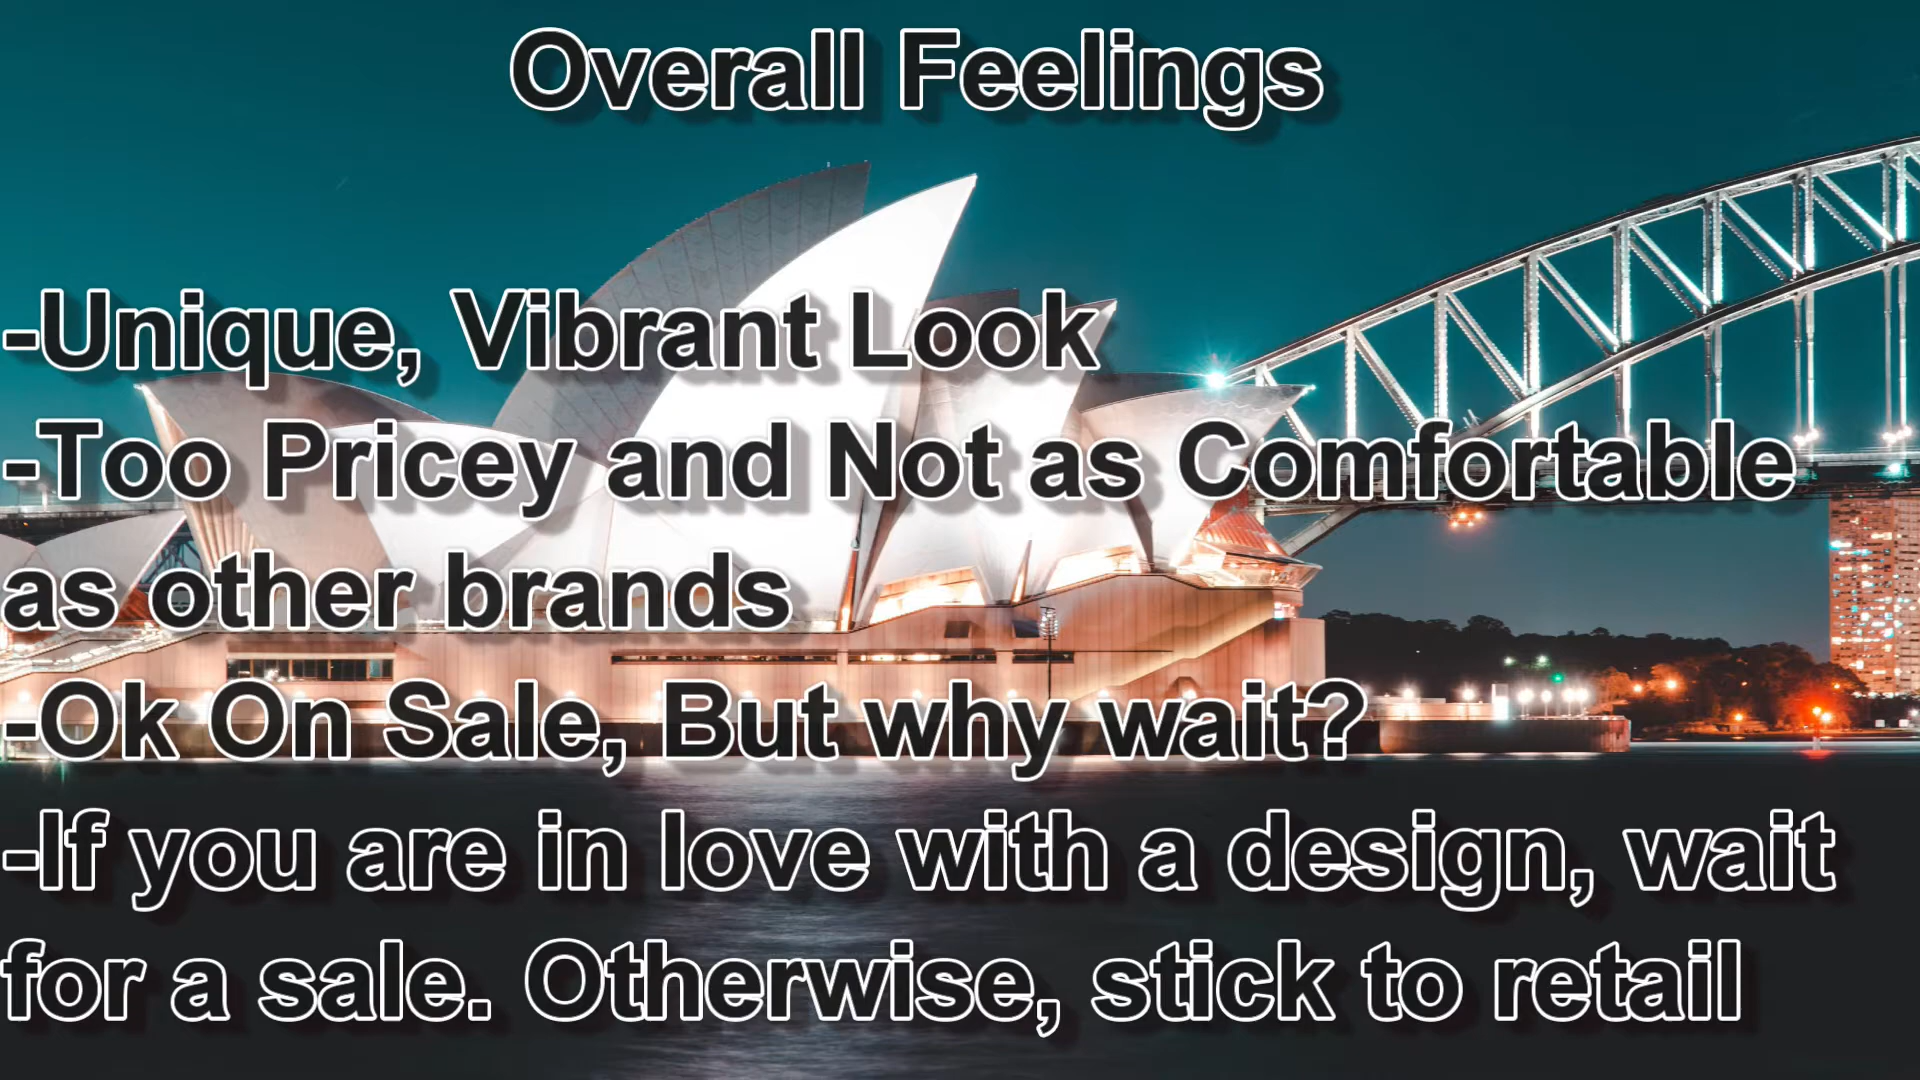 Overall Feelings
-Unique, Vibrant Look
-Too Pricey and Not as Comfortable
as other brands
-Ok On Sale, But why wait?
-If you are in love with a design, wait
for a sale. Otherwise, stick to retail